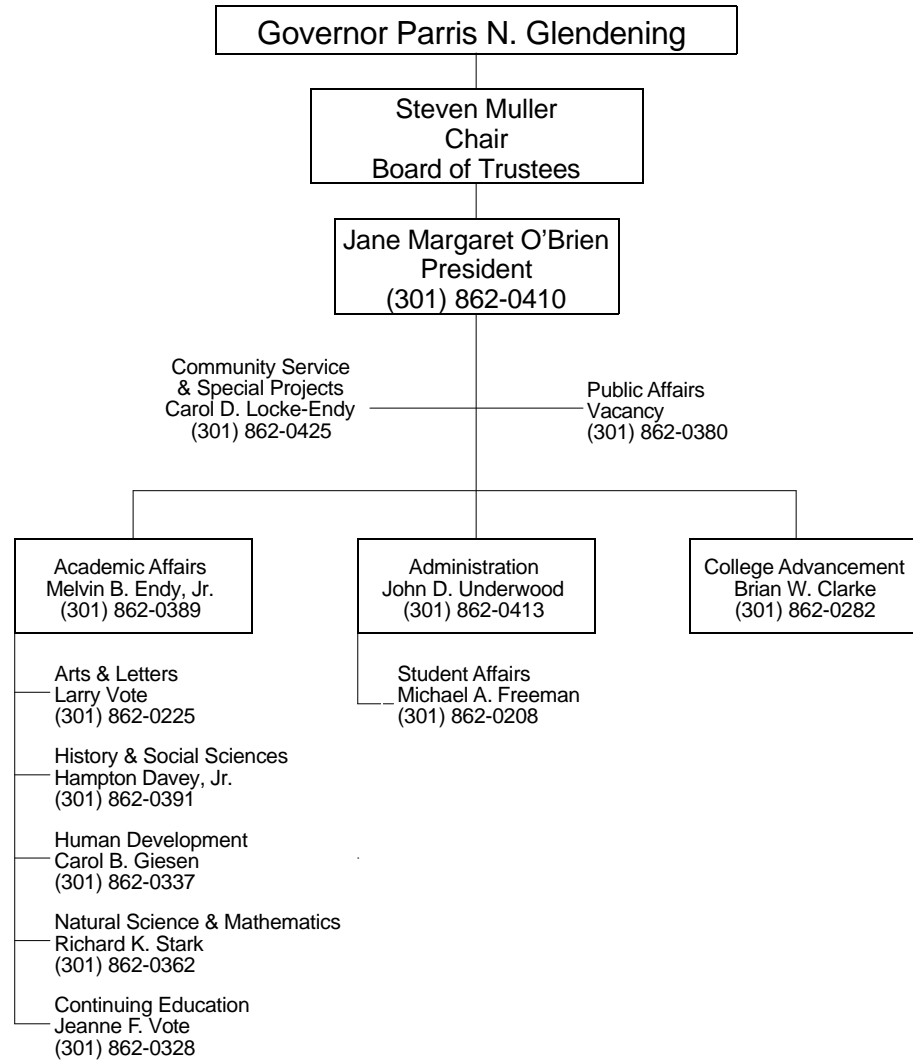 Governor Parris N. Glendening
Steven Muller
Chair
Board of Trustees
Jane Margaret O’Brien
President
(301) 862-0410
Community Service
& Special Projects
Carol D. Locke-Endy
(301) 862-0425
Public Affairs
Vacancy
(301) 862-0380
Academic Affairs
Melvin B. Endy, Jr.
(301) 862-0389
Administration
John D. Underwood
(301) 862-0413
College Advancement
Brian W. Clarke
(301) 862-0282
Arts & Letters
Larry Vote
(301) 862-0225
History & Social Sciences
Hampton Davey, Jr.
(301) 862-0391
Human Development
Carol B. Giesen
(301) 862-0337
Natural Science & Mathematics
Richard K. Stark
(301) 862-0362
Continuing Education
Jeanne F. Vote
(301) 862-0328
Student Affairs
Michael A. Freeman
(301) 862-0208